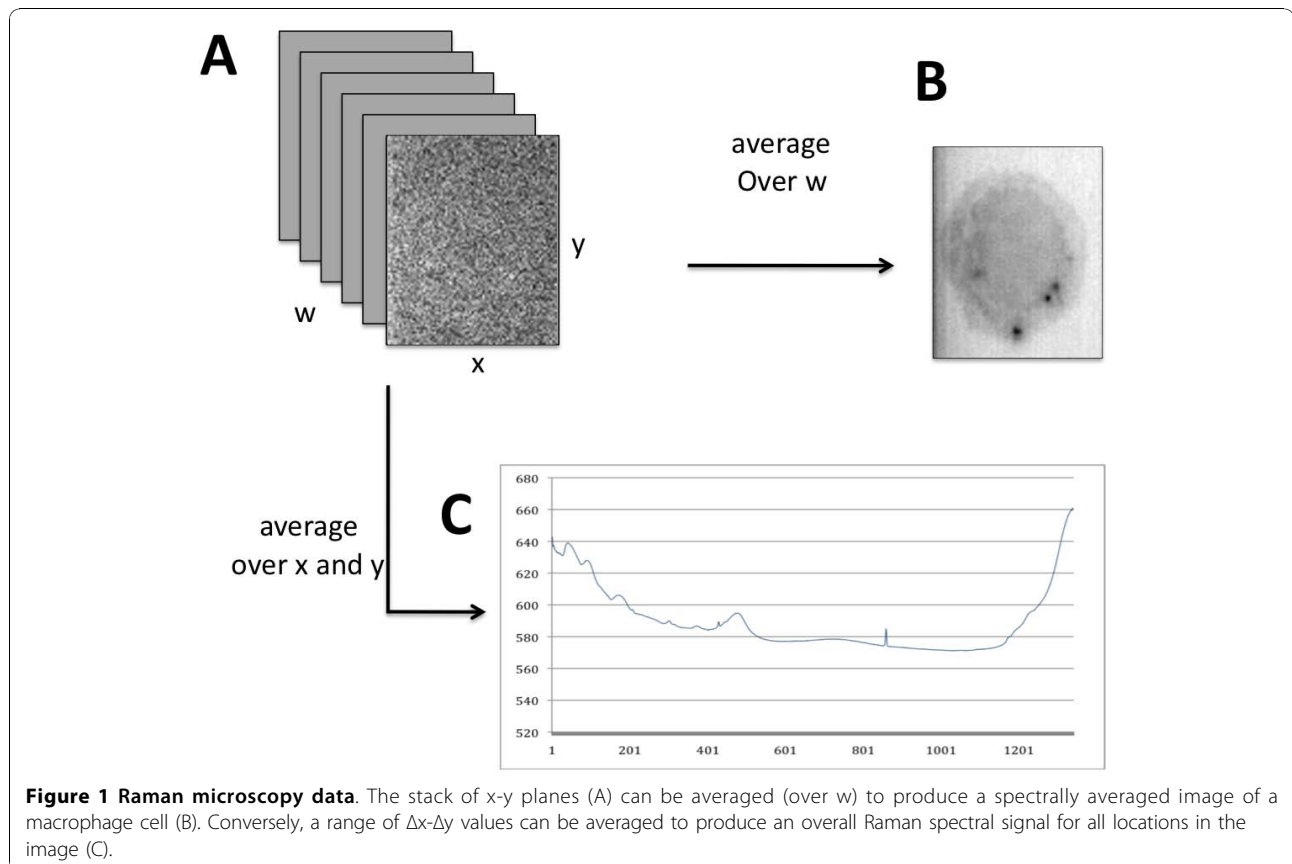 A
B
average
Over w
y
w
x
C
average
over x and y
680
660
640
620
600
580
560
540
520
1 201 401 601 801 1001 1201
Figure 1 Raman microscopy data. The stack of x-y planes (A) can be averaged (over w) to produce a spectrally averaged image of a
macrophage cell (B). Conversely, a range of Δx-Δy values can be averaged to produce an overall Raman spectral signal for all locations in the
image (C).